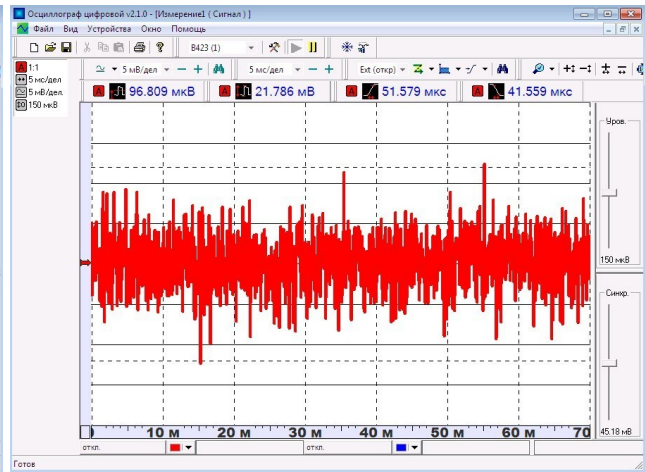 Осциллограф цифровой v2.1.0 - [Измерение1 ( Сигнал ) ]
Файл Вид Устройства Окно Помощь
B423 (1)
A 1:1
5 мс/дел
5 мВ/дел.
150 мкВ
5 мВ/дел
5 мс/дел
Ext (откр)
A 96.809 мкВ A 21.786 мВ A 51.579 мкс A 41.559 мкс
Уров.
150 мкВ
Синхр.
45.18 мВ
10 м 20 м 30 м 40 м 50 м 60 м 70
откл. откл.
Готов